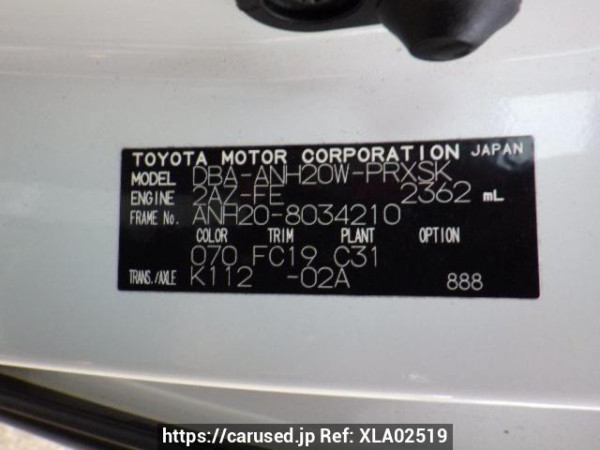 TOYOTA MOTOR CORPORATION JAPAN
MODEL DBA-ANH20W-PRXSK
ENGINE 2AZ-FE 2362 mL
FRAME No. ANH20-8034210
COLOR TRIM PLANT OPTION
070 FC19 C31
TRANS./AXLE K112 -02A 888
https://carused.jp Ref: XLA02519